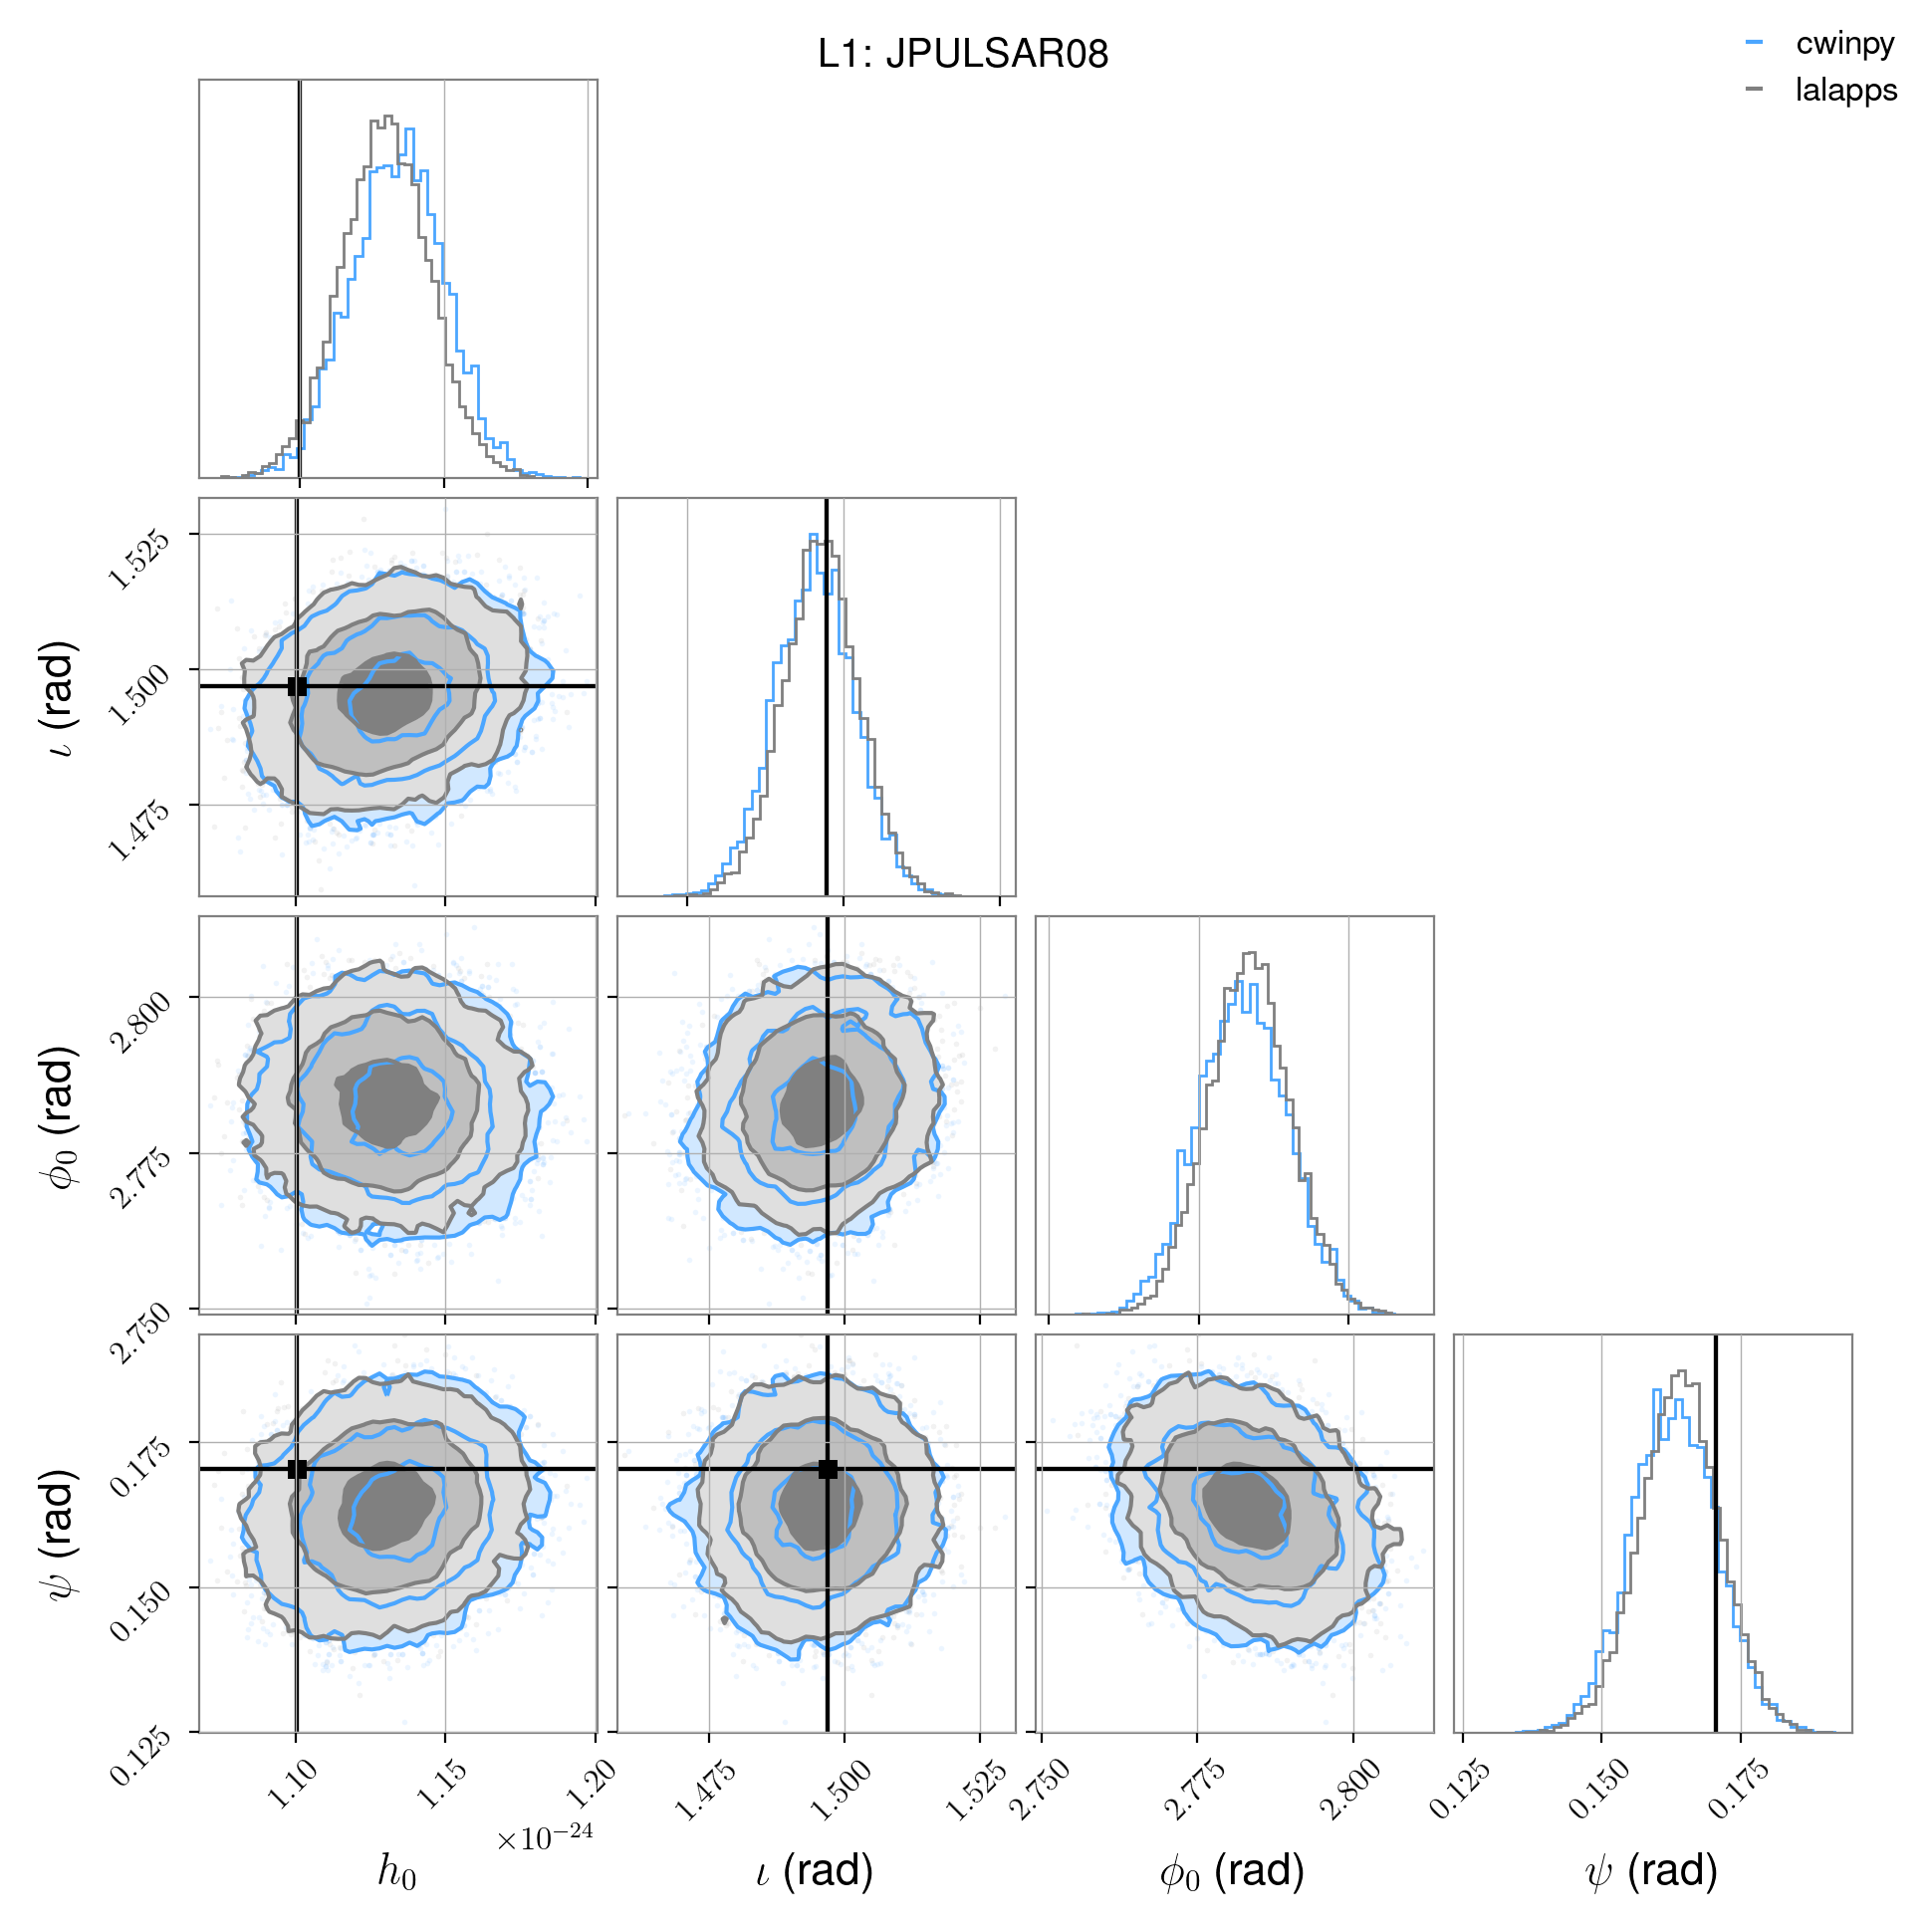 L1: JPULSAR08
cwinpy
lalapps
ι (rad)
1.525
1.500
1.475
ϕ₀ (rad)
2.800
2.775
2.750
ψ (rad)
0.175
0.150
0.125
1.10 1.15 1.20 1.475 1.500 1.525 2.750 2.775 2.800 0.125 0.150 0.175
×10⁻²⁴
h₀ ι (rad) ϕ₀ (rad) ψ (rad)